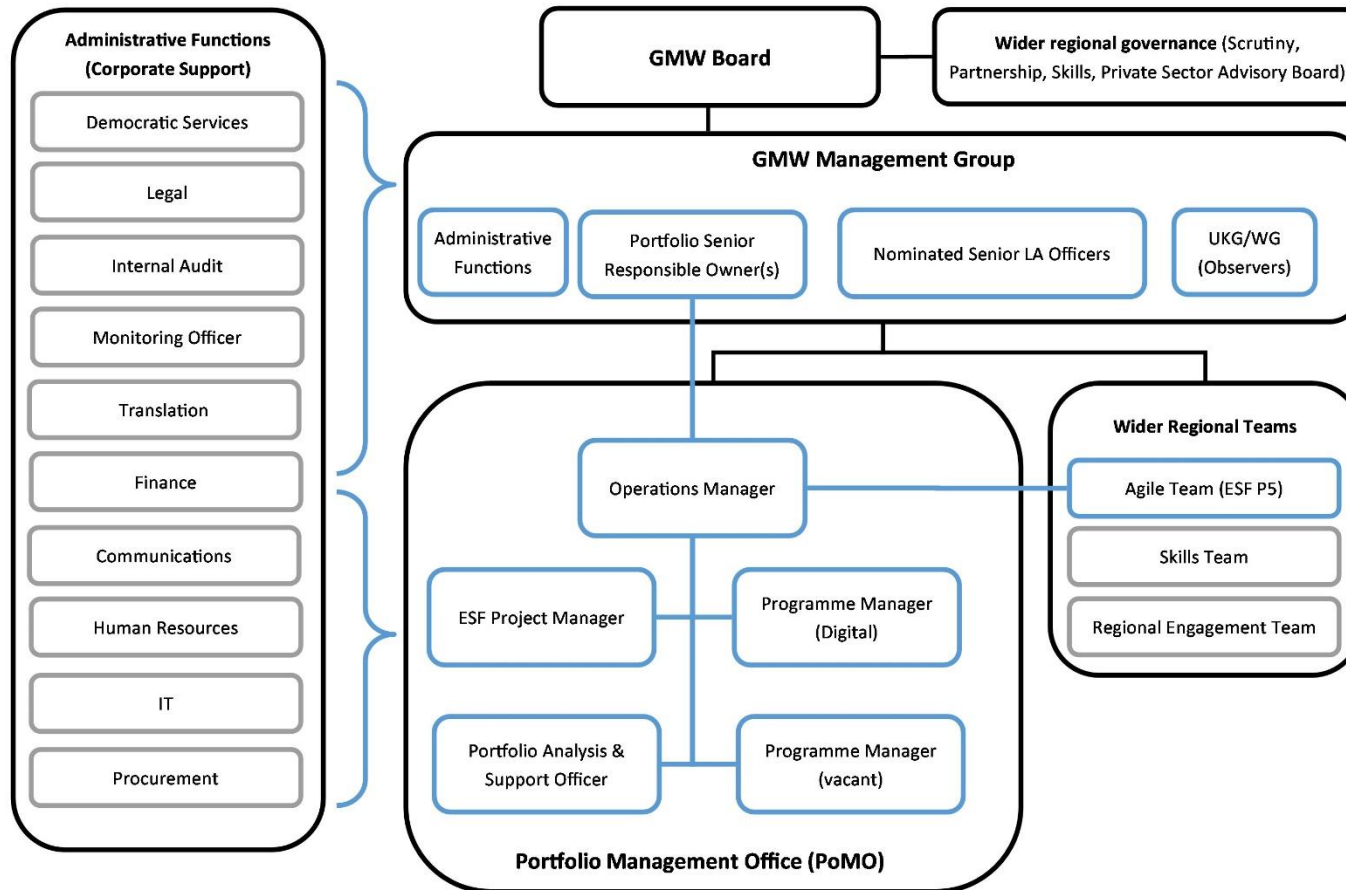 Administrative Functions
(Corporate Support)
Democratic Services
Legal
Internal Audit
Monitoring Officer
Translation
Finance
Communications
Human Resources
IT
Procurement
GMW Board
Wider regional governance (Scrutiny,
Partnership, Skills, Private Sector Advisory Board)
GMW Management Group
Administrative
Functions
Portfolio Senior
Responsible Owner(s)
Nominated Senior LA Officers
UKG/WG
(Observers)
Operations Manager
ESF Project Manager
Programme Manager
(Digital)
Portfolio Analysis &
Support Officer
Programme Manager
(vacant)
Portfolio Management Office (PoMO)
Wider Regional Teams
Agile Team (ESF P5)
Skills Team
Regional Engagement Team